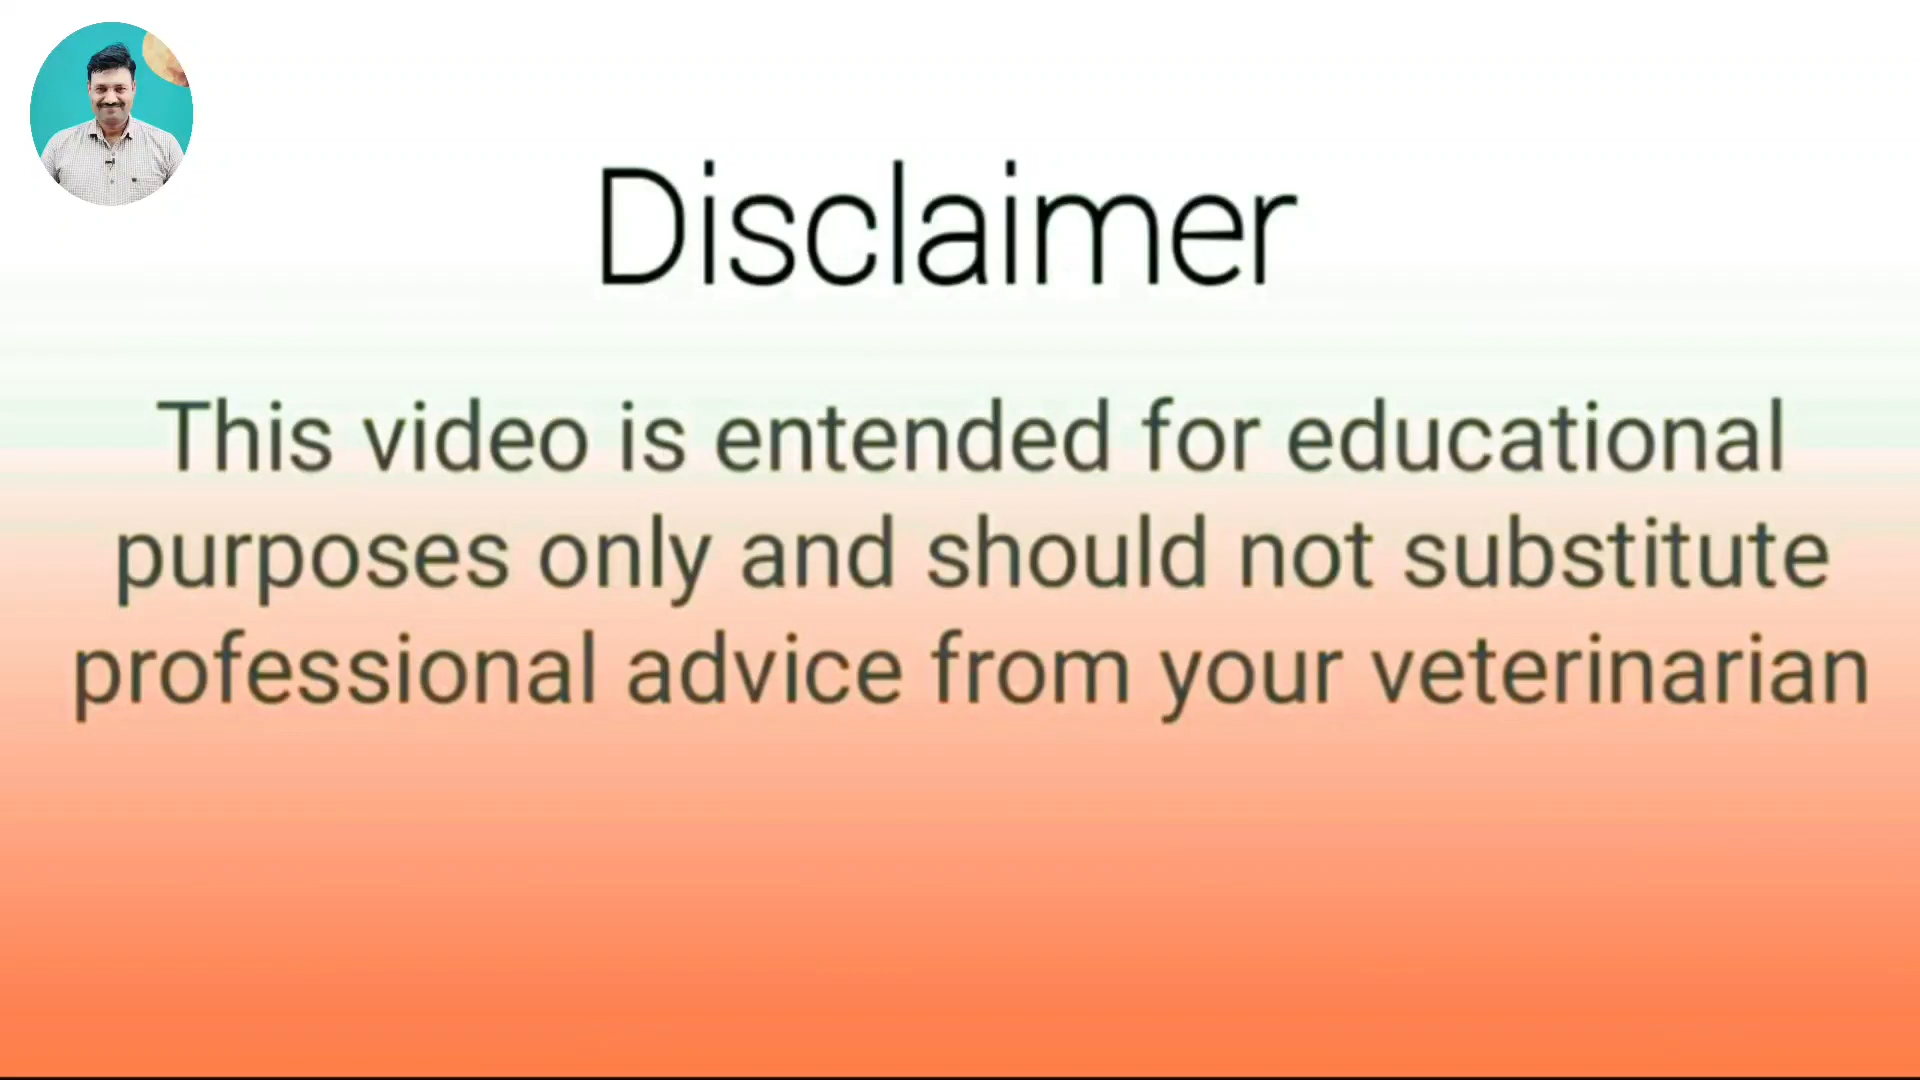 Disclaimer
This video is entended for educational
purposes only and should not substitute
professional advice from your veterinarian